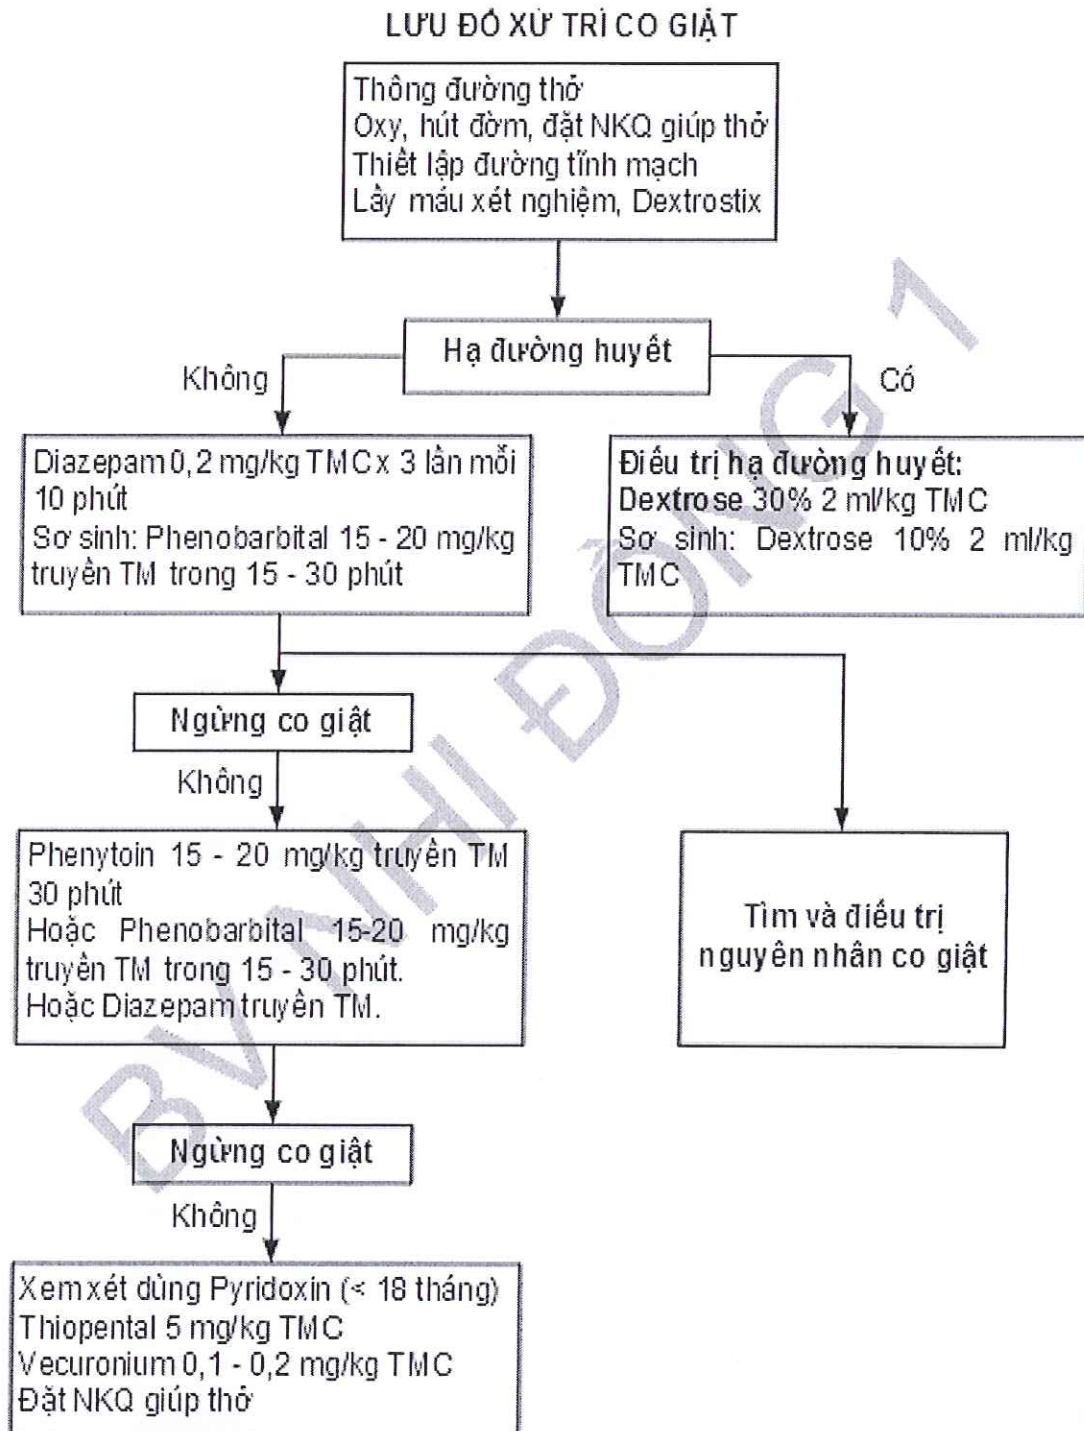 LƯU ĐỒ XỬ TRÍ CO GIẬT
Thông đường thở
Oxy, hút đờm, đặt NKQ giúp thở
Thiết lập đường tĩnh mạch
Lấy máu xét nghiệm, Dextrostix
Hạ đường huyết
Không
Có
Diazepam 0,2 mg/kg TMC x 3 lần mỗi
10 phút
Sơ sinh: Phenobarbital 15 - 20 mg/kg
truyền TM trong 15 - 30 phút
Điều trị hạ đường huyết:
Dextrose 30% 2 ml/kg TMC
Sơ sinh: Dextrose 10% 2 ml/kg
TMC
Ngừng co giật
Không
Phenytoin 15 - 20 mg/kg truyền TM
30 phút
Hoặc Phenobarbital 15-20 mg/kg
truyền TM trong 15 - 30 phút.
Hoặc Diazepam truyền TM.
Tìm và điều trị
nguyên nhân co giật
Ngừng co giật
Không
Xem xét dùng Pyridoxin (< 18 tháng)
Thiopental 5 mg/kg TMC
Vecuronium 0,1 - 0,2 mg/kg TMC
Đặt NKQ giúp thở
BV NHI ĐỒNG 1